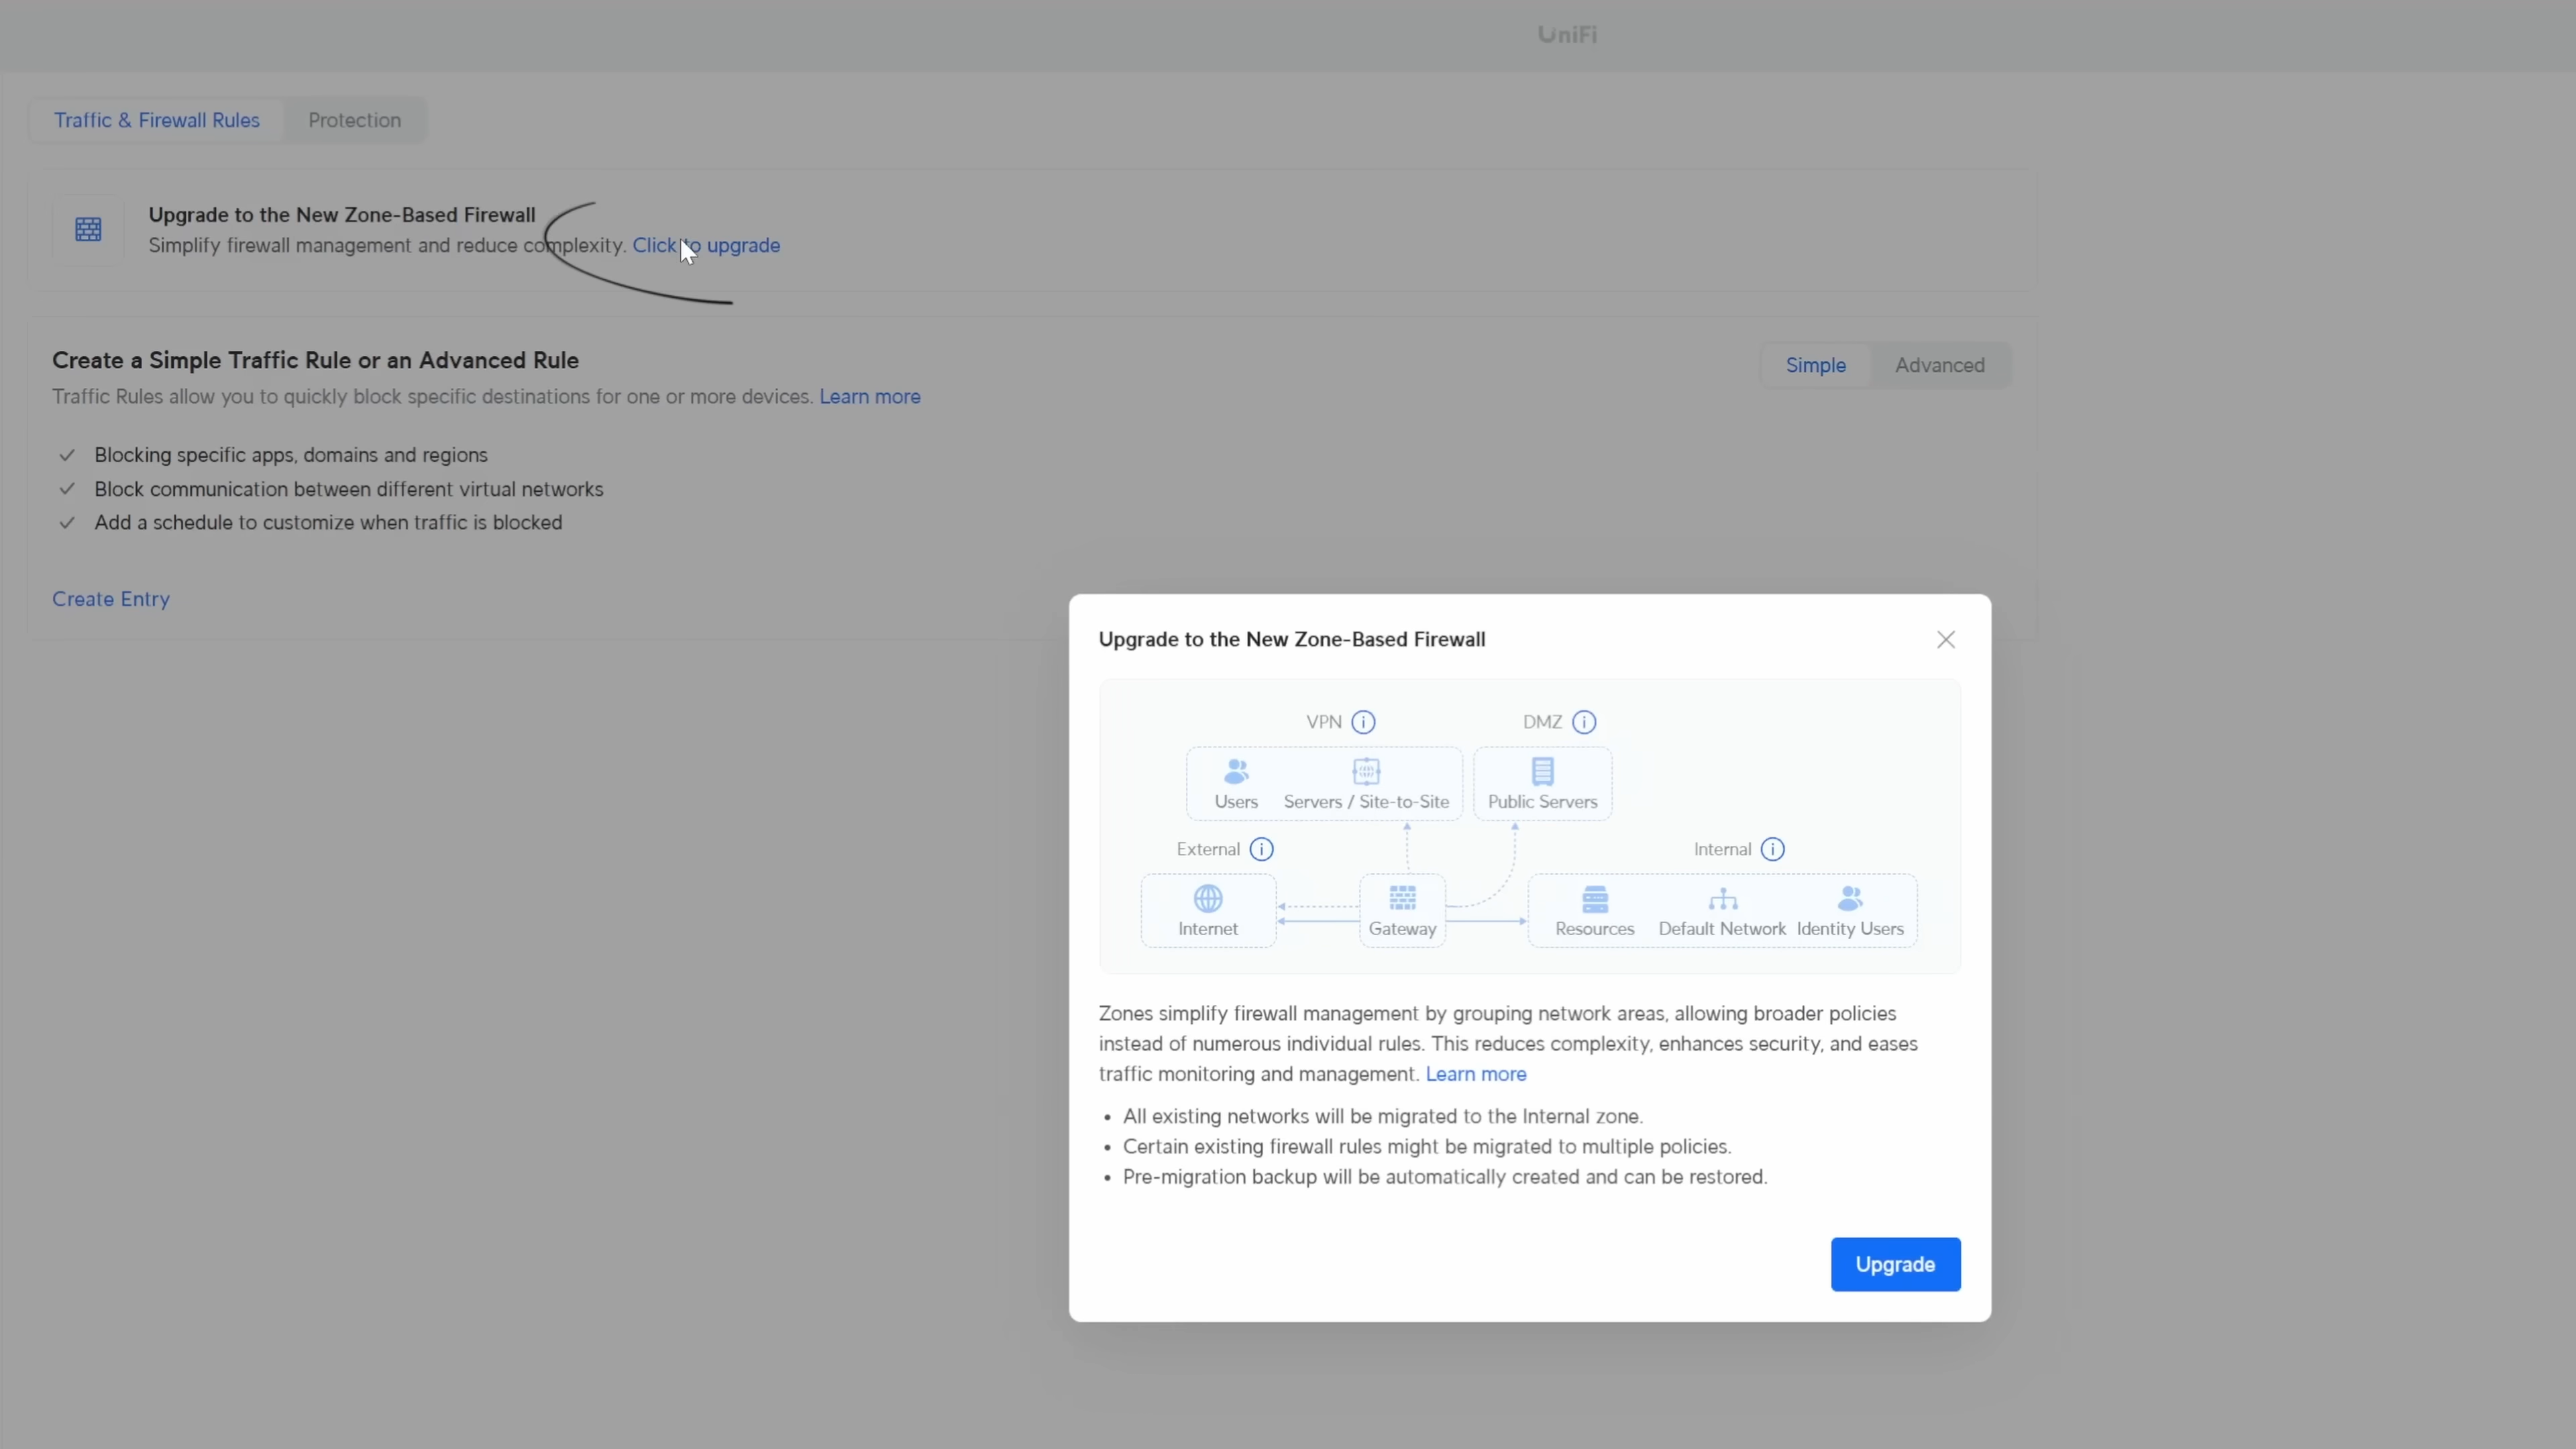 UniFi
Traffic & Firewall Rules
Protection
Upgrade to the New Zone-Based Firewall
Simplify firewall management and reduce complexity. Click to upgrade
Create a Simple Traffic Rule or an Advanced Rule
Simple
Advanced
Traffic Rules allow you to quickly block specific destinations for one or more devices. Learn more
Blocking specific apps, domains and regions
Block communication between different virtual networks
Add a schedule to customize when traffic is blocked
Create Entry
Upgrade to the New Zone-Based Firewall
VPN
DMZ
Users
Servers / Site-to-Site
Public Servers
External
Internal
Internet
Gateway
Resources
Default Network
Identity Users
Zones simplify firewall management by grouping network areas, allowing broader policies
instead of numerous individual rules. This reduces complexity, enhances security, and eases
traffic monitoring and management. Learn more
• All existing networks will be migrated to the Internal zone.
• Certain existing firewall rules might be migrated to multiple policies.
• Pre-migration backup will be automatically created and can be restored.
Upgrade